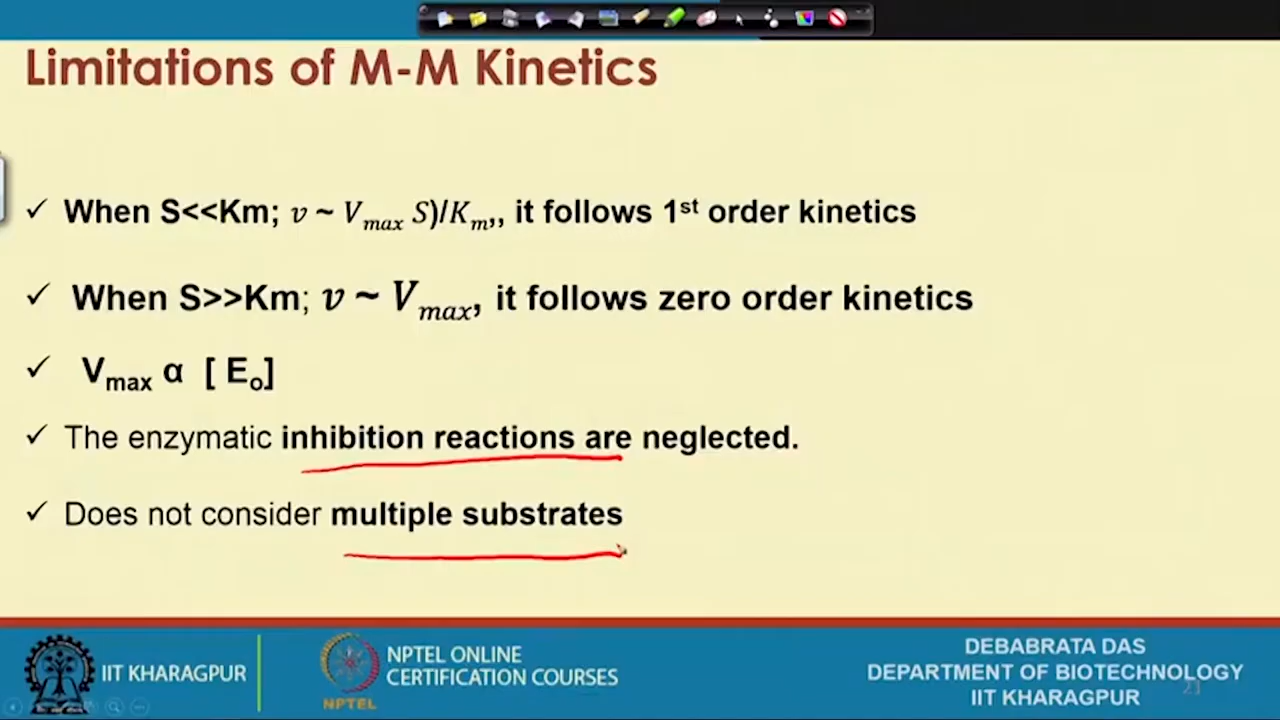 Limitations of M-M Kinetics
✓ When S<<Km; v ~ Vmax S)/Km,, it follows 1st order kinetics
✓ When S>>Km; v ~ Vmax, it follows zero order kinetics
✓ Vmax α [ Eo]
✓ The enzymatic inhibition reactions are neglected.
✓ Does not consider multiple substrates
IIT KHARAGPUR
NPTEL
NPTEL ONLINE
CERTIFICATION COURSES
DEBABRATA DAS
DEPARTMENT OF BIOTECHNOLOGY
IIT KHARAGPUR
21